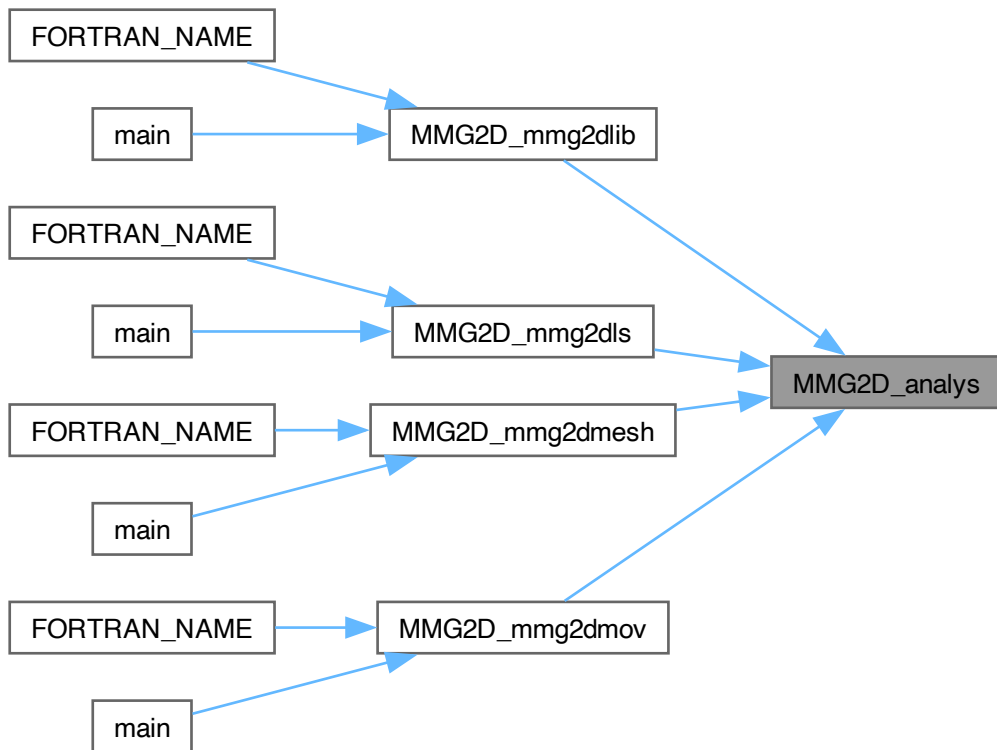 FORTRAN_NAME
MMG2D_mmg2dlib
main
FORTRAN_NAME
MMG2D_mmg2dls
main
MMG2D_analys
FORTRAN_NAME
MMG2D_mmg2dmesh
main
FORTRAN_NAME
MMG2D_mmg2dmov
main